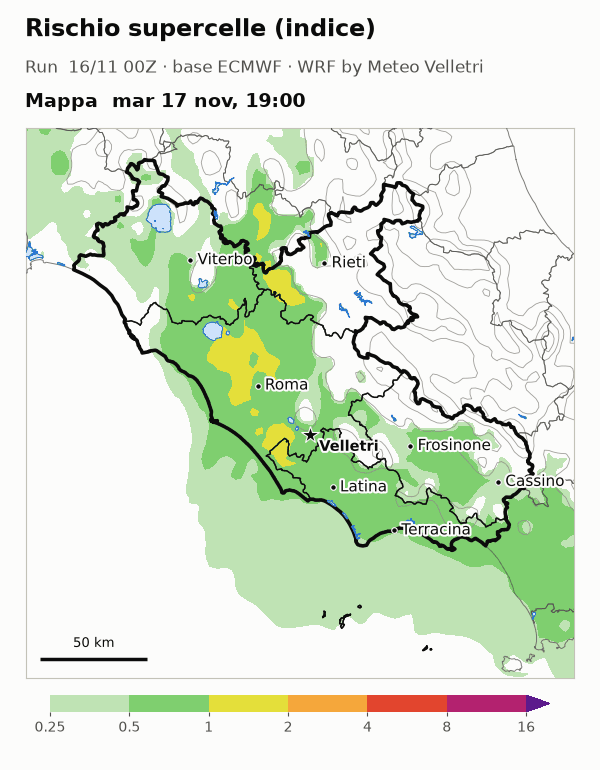 Rischio supercelle (indice)
Run 16/11 00Z · base ECMWF · WRF by Meteo Velletri
Mappa mar 17 nov, 19:00
Viterbo
Rieti
Roma
Velletri
Frosinone
Cassino
Latina
Terracina
50 km
0.25 0.5 1 2 4 8 16